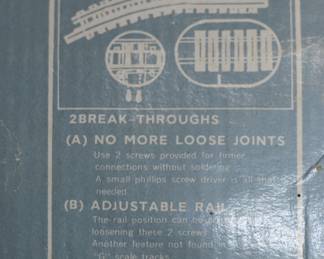 2BREAK-THROUGHS
(A) NO MORE LOOSE JOINTS
Use 2 screws provided for firmer
connections without soldering
A small phillips screw driver is all that
needed
(B) ADJUSTABLE RAIL
The rail position can be
loosening these 2 screws
Another feature not found in
"G" scale tracks